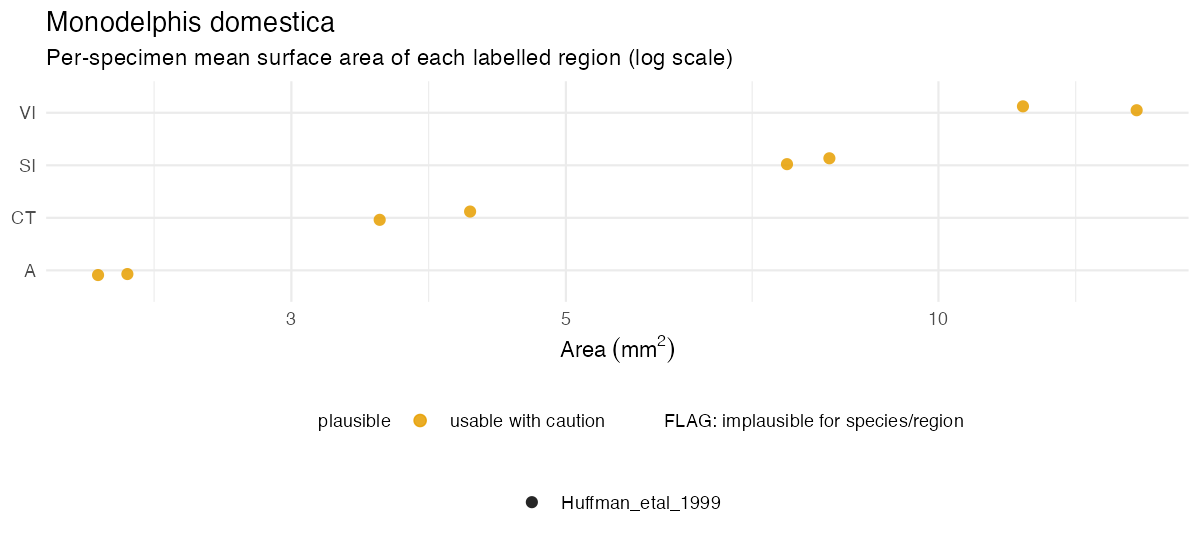 Monodelphis domestica
Per-specimen mean surface area of each labelled region (log scale)
VI
SI
CT
A
3 5 10
Area (mm²)
plausible usable with caution FLAG: implausible for species/region
Huffman_etal_1999